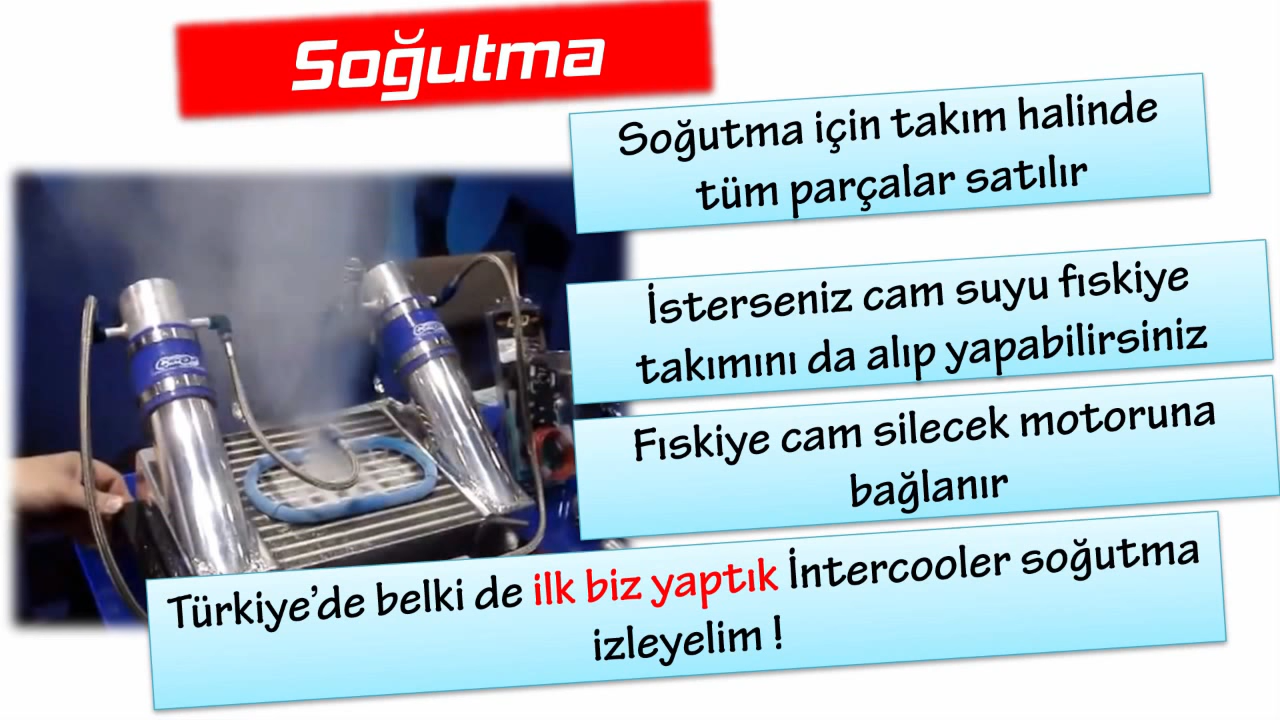 Soğutma
Soğutma için takım halinde
tüm parçalar satılır
İsterseniz cam suyu fıskiye
takımını da alıp yapabilirsiniz
Fıskiye cam silecek motoruna
bağlanır
Türkiye’de belki de ilk biz yaptık İntercooler soğutma
izleyelim !